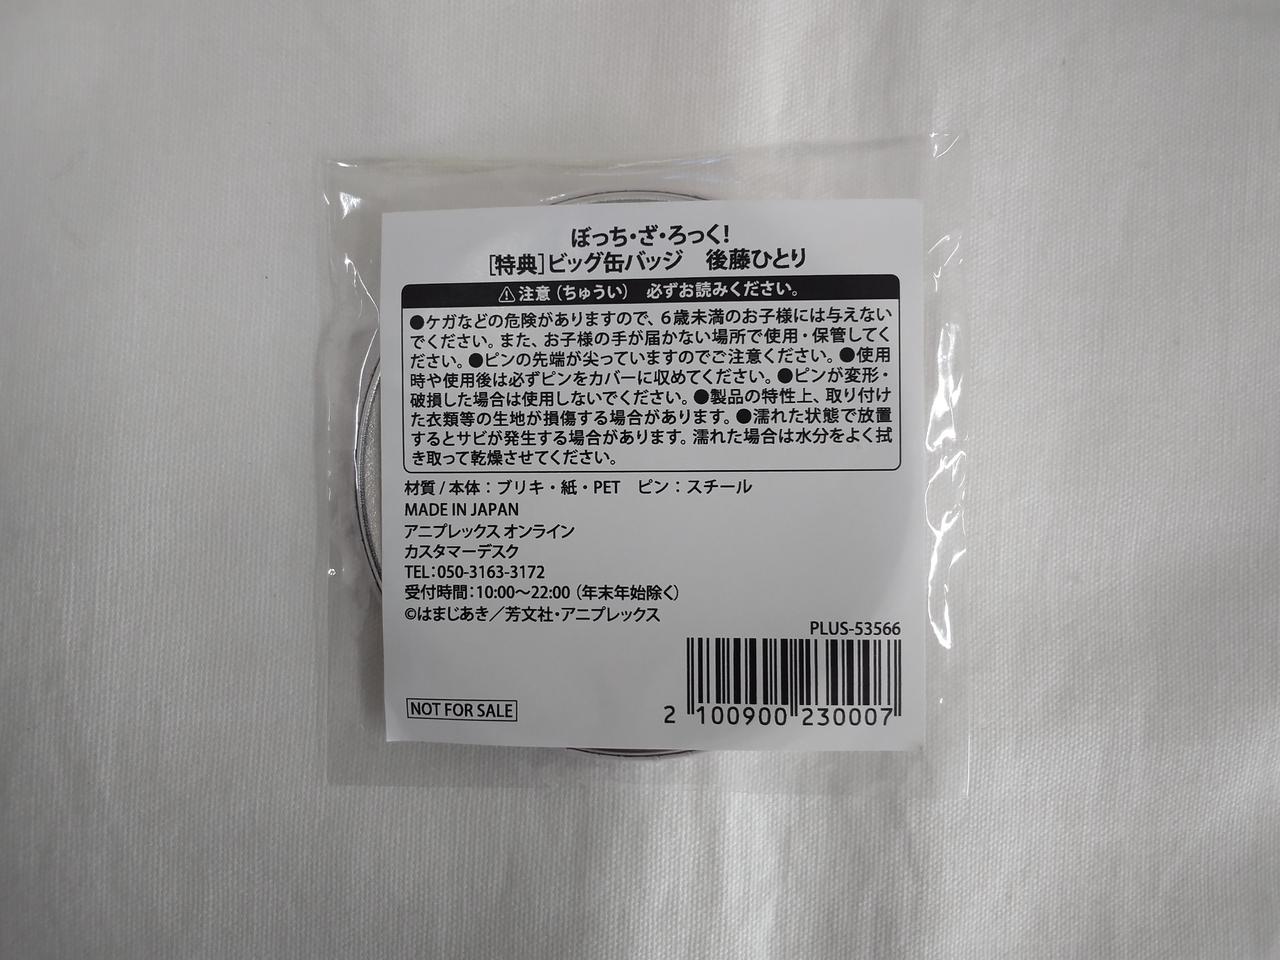 ぼっち・ざ・ろっく!
[特典]ビッグ缶バッジ　後藤ひとり
⚠注意（ちゅうい）　必ずお読みください。
●ケガなどの危険がありますので、6歳未満のお子様には与えない
でください。また、お子様の手が届かない場所で使用・保管してく
ださい。●ピンの先端が尖っていますのでご注意ください。●使用
時や使用後は必ずピンをカバーに収めてください。●ピンが変形・
破損した場合は使用しないでください。●製品の特性上、取り付け
た衣類等の生地が損傷する場合があります。●濡れた状態で放置
するとサビが発生する場合があります。濡れた場合は水分をよく拭
き取って乾燥させてください。
材質/本体：ブリキ・紙・PET　ピン：スチール
MADE IN JAPAN
アニプレックス オンライン
カスタマーデスク
TEL:050-3163-3172
受付時間:10:00～22:00（年末年始除く）
©はまじあき／芳文社・アニプレックス
PLUS-53566
NOT FOR SALE
2 100900 230007